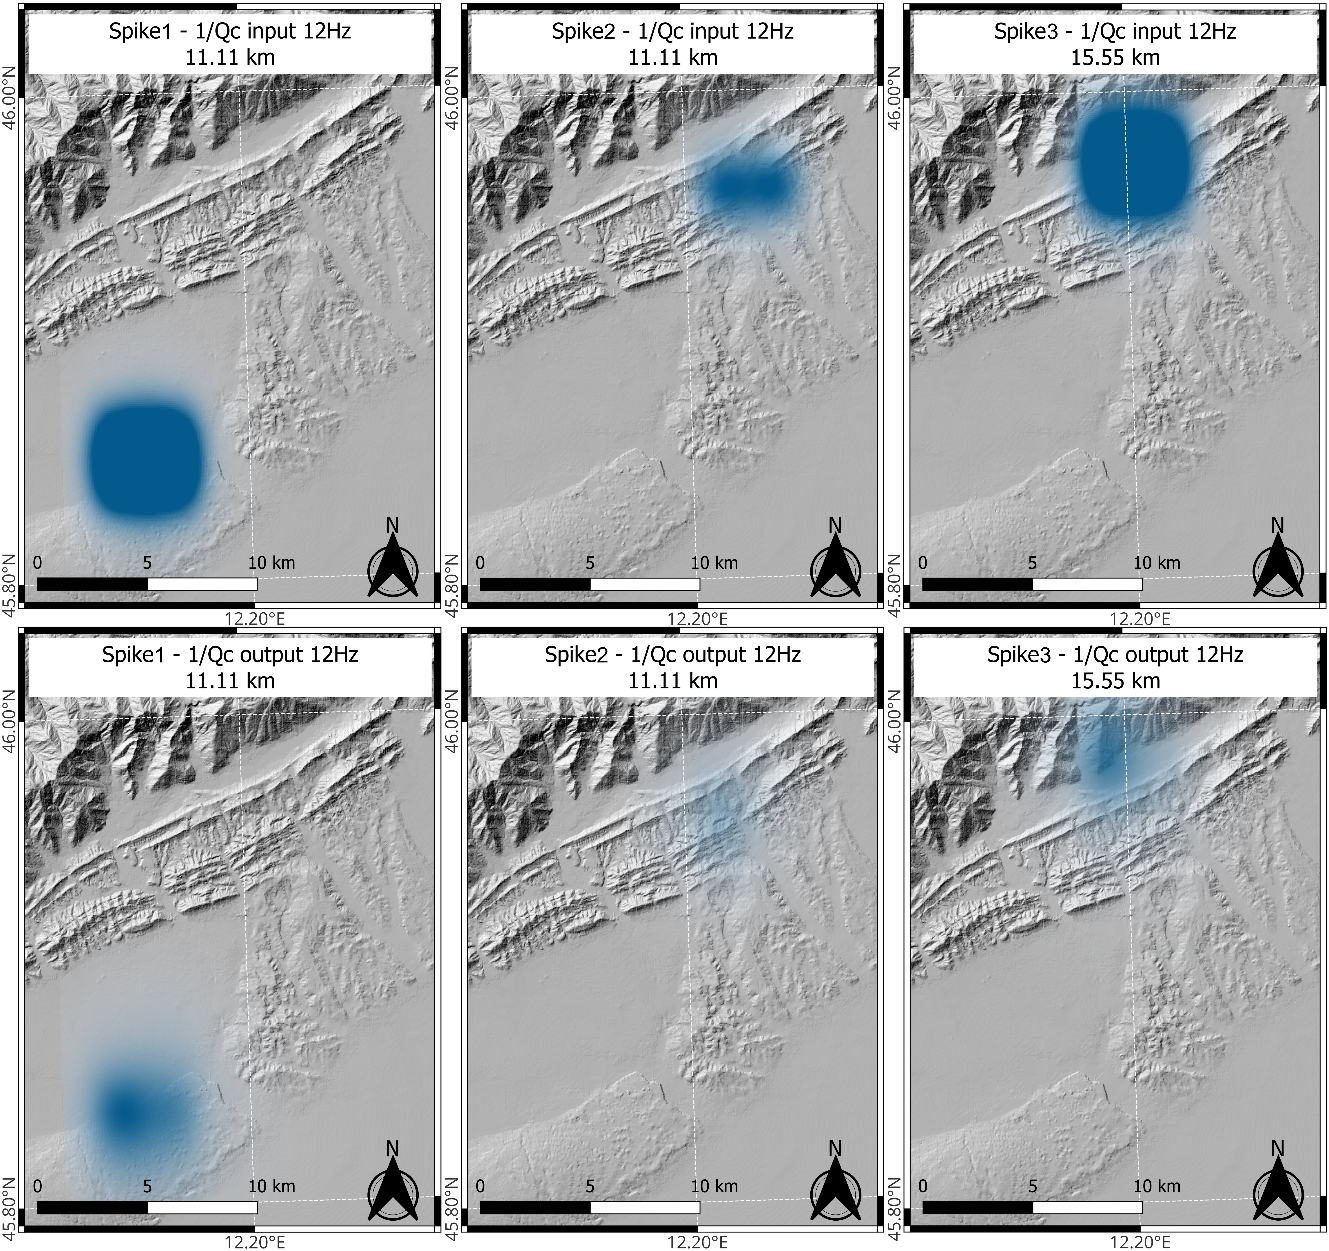 Spike1 - 1/Qc input 12Hz
11.11 km
46.00°N
0 5 10 km
N
45.80°N
12.20°E
Spike2 - 1/Qc input 12Hz
11.11 km
46.00°N
0 5 10 km
N
45.80°N
12.20°E
Spike3 - 1/Qc input 12Hz
15.55 km
46.00°N
0 5 10 km
N
45.80°N
12.20°E
Spike1 - 1/Qc output 12Hz
11.11 km
46.00°N
0 5 10 km
N
45.80°N
12.20°E
Spike2 - 1/Qc output 12Hz
11.11 km
46.00°N
0 5 10 km
N
45.80°N
12.20°E
Spike3 - 1/Qc output 12Hz
15.55 km
46.00°N
0 5 10 km
N
45.80°N
12.20°E